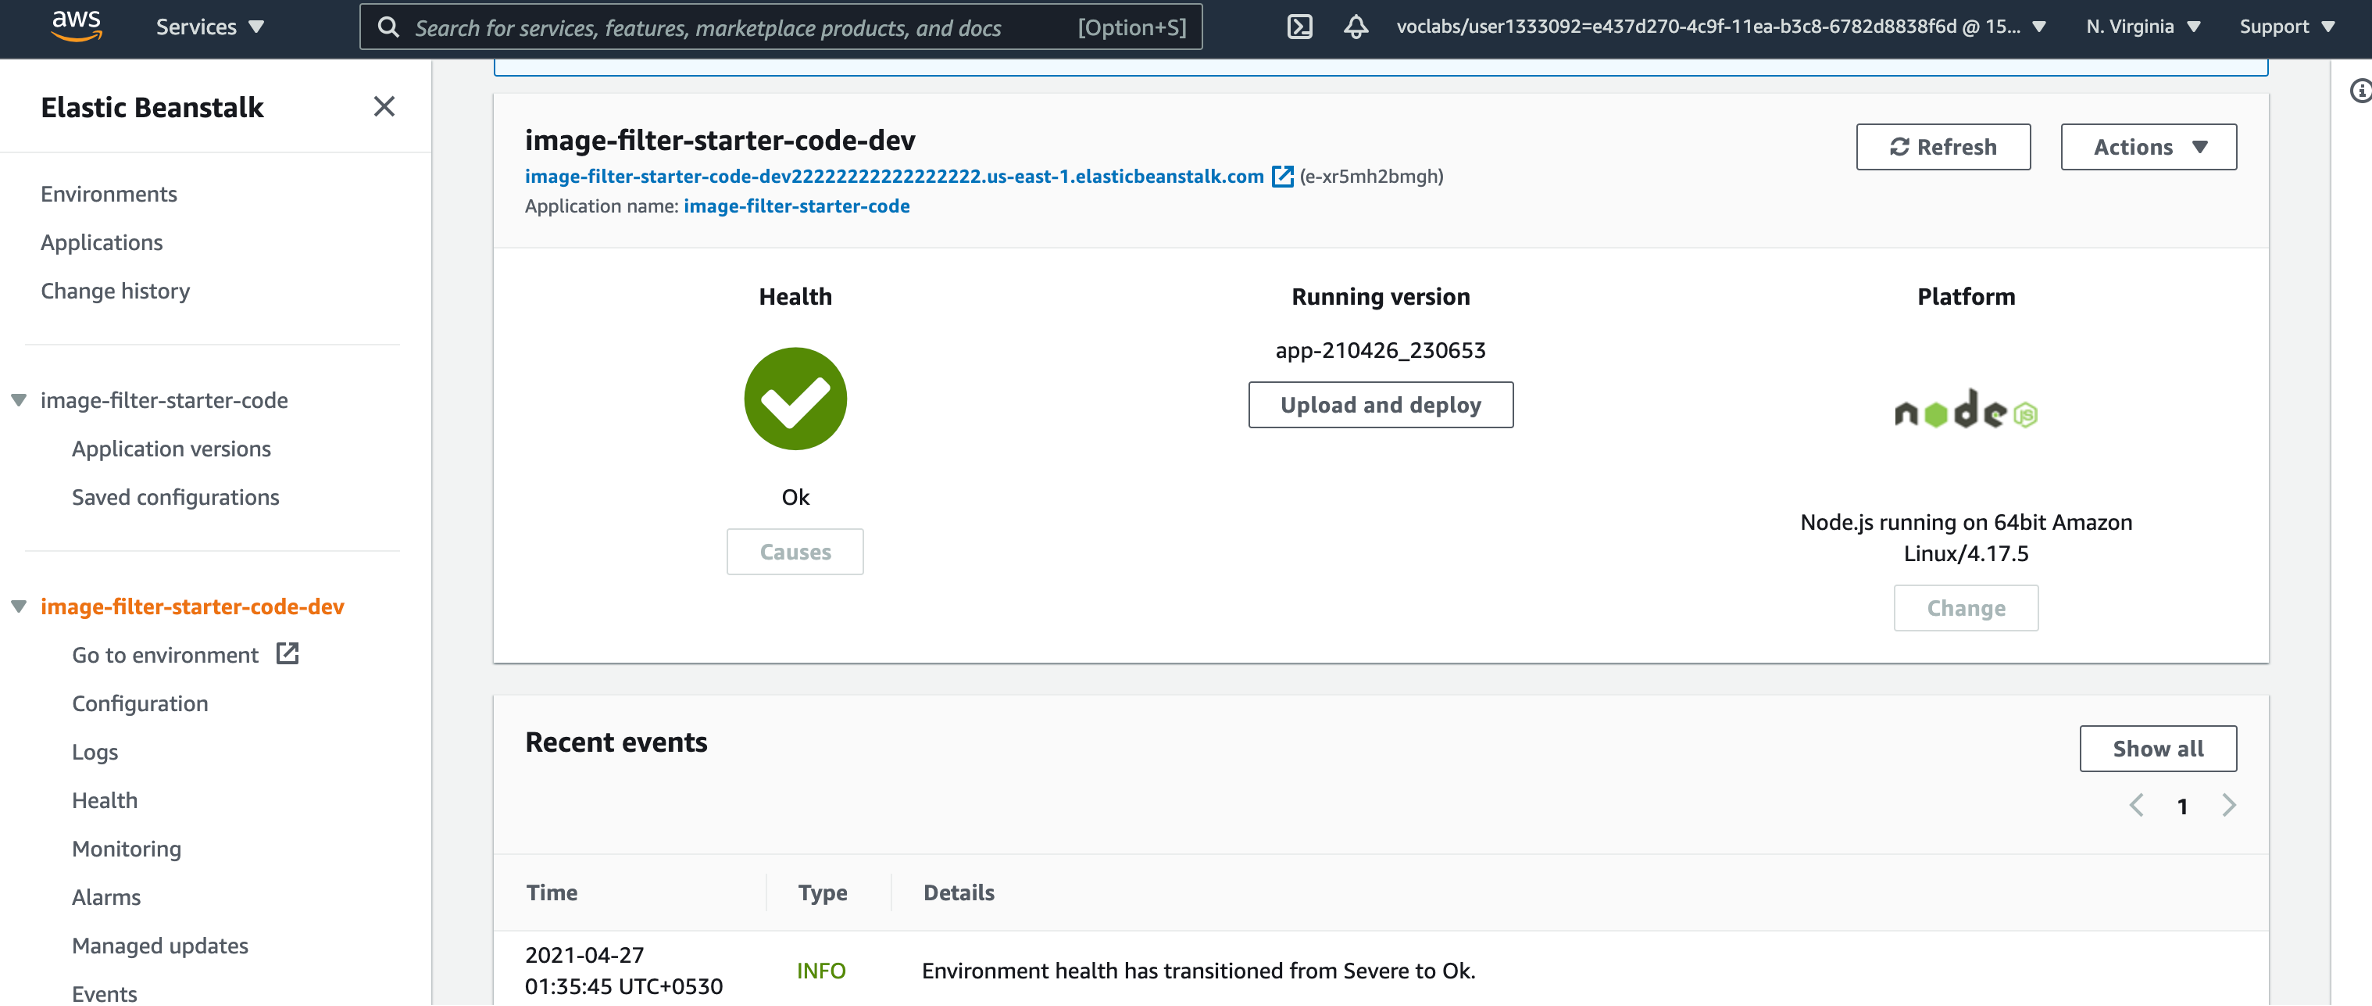 aws
Services
Search for services, features, marketplace products, and docs [Option+S]
voclabs/user1333092=e437d270-4c9f-11ea-b3c8-6782d8838f6d @ 15...
N. Virginia
Support
Elastic Beanstalk
Environments
Applications
Change history
image-filter-starter-code
Application versions
Saved configurations
image-filter-starter-code-dev
Go to environment
Configuration
Logs
Health
Monitoring
Alarms
Managed updates
Events
image-filter-starter-code-dev
image-filter-starter-code-dev22222222222222222.us-east-1.elasticbeanstalk.com (e-xr5mh2bmgh)
Application name: image-filter-starter-code
Refresh
Actions
Health
Ok
Causes
Running version
app-210426_230653
Upload and deploy
Platform
node JS
Node.js running on 64bit Amazon
Linux/4.17.5
Change
Recent events
Show all
1
Time Type Details
2021-04-27
01:35:45 UTC+0530
INFO
Environment health has transitioned from Severe to Ok.